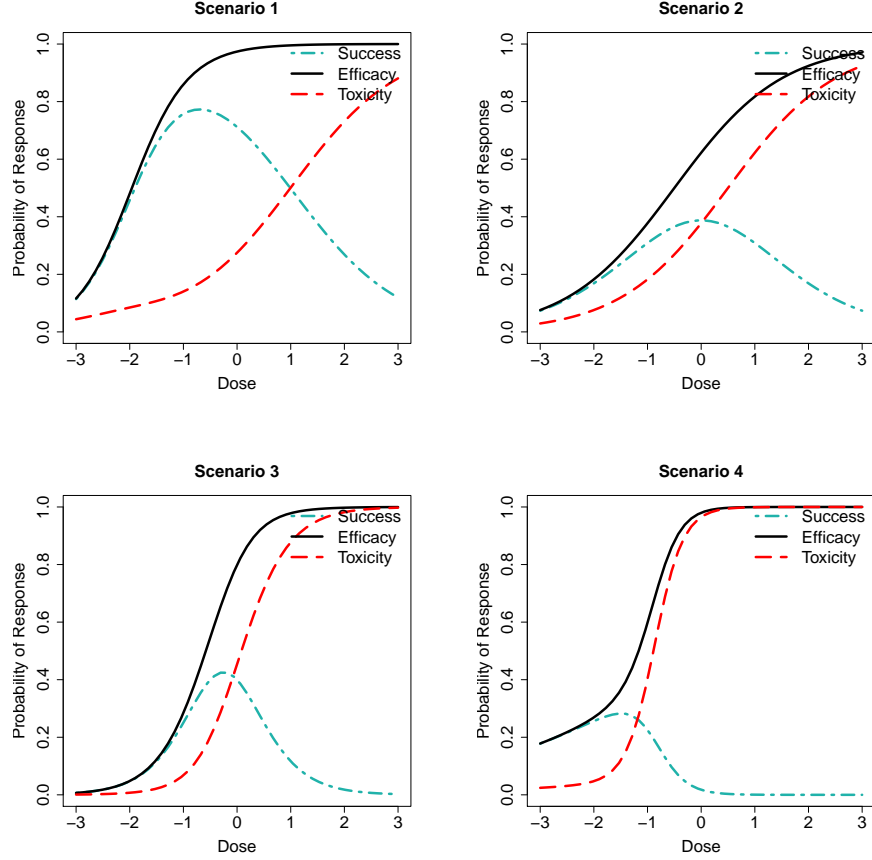 Scenario 1
Probability of Response
1.0
0.8
0.6
0.4
0.2
0.0
Success
Efficacy
Toxicity
−3 −2 −1 0 1 2 3
Dose
Scenario 2
Probability of Response
1.0
0.8
0.6
0.4
0.2
0.0
Success
Efficacy
Toxicity
−3 −2 −1 0 1 2 3
Dose
Scenario 3
Probability of Response
1.0
0.8
0.6
0.4
0.2
0.0
Success
Efficacy
Toxicity
−3 −2 −1 0 1 2 3
Dose
Scenario 4
Probability of Response
1.0
0.8
0.6
0.4
0.2
0.0
Success
Efficacy
Toxicity
−3 −2 −1 0 1 2 3
Dose